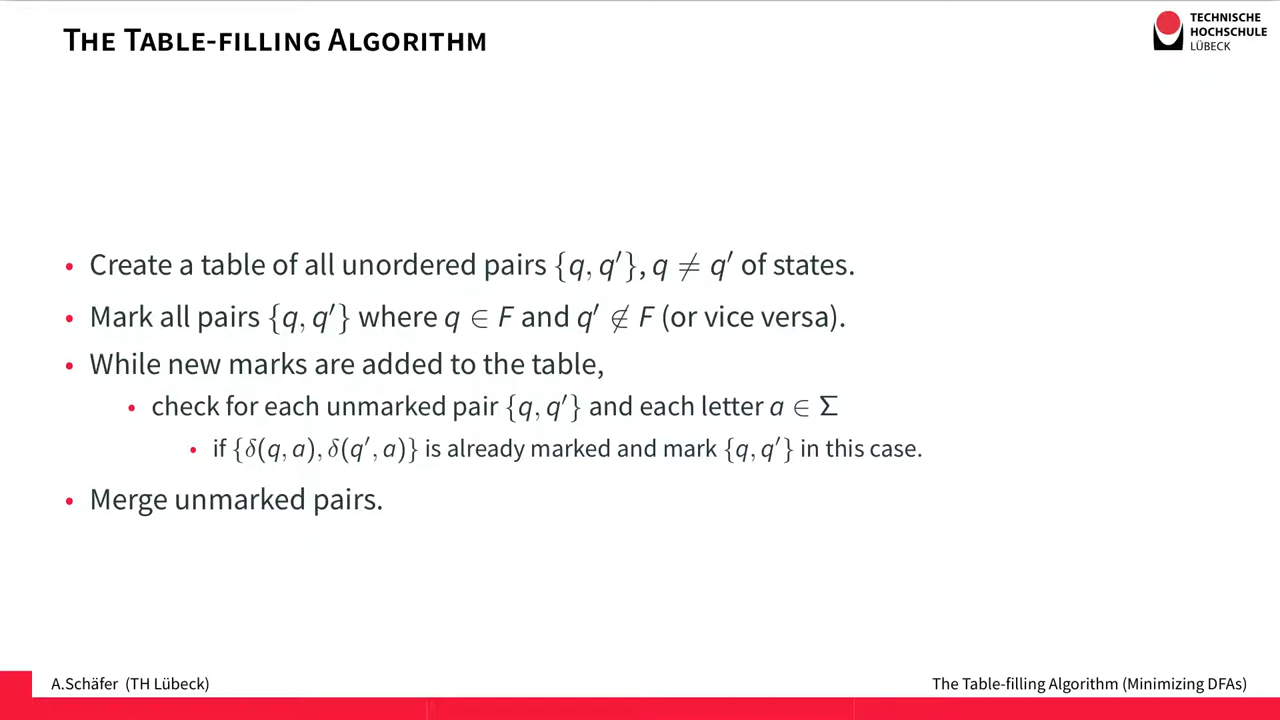 The Table-filling Algorithm
TECHNISCHE
HOCHSCHULE
LÜBECK
• Create a table of all unordered pairs {q, q′}, q ≠ q′ of states.
• Mark all pairs {q, q′} where q ∈ F and q′ ∉ F (or vice versa).
• While new marks are added to the table,
• check for each unmarked pair {q, q′} and each letter a ∈ Σ
• if {δ(q, a), δ(q′, a)} is already marked and mark {q, q′} in this case.
• Merge unmarked pairs.
A.Schäfer (TH Lübeck)
The Table-filling Algorithm (Minimizing DFAs)